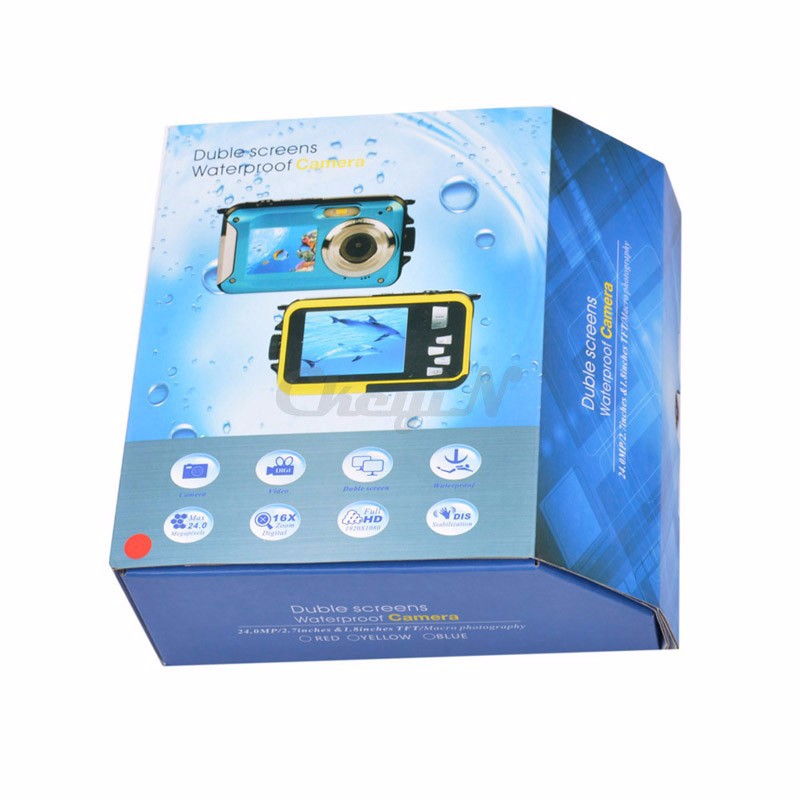 Duble screens
Waterproof Camera
CkeyiN
Camera
Video
Duble screen
Waterproof
Max
24.0
Megapixels
16X
Zoom
Digital
Full
HD
1920X1080
DIS
Stabilization
Duble screens
Waterproof Camera
24.0MP/2.7inches & 1.8inches TFT/Macro photography
RED YELLOW BLUE
Duble screens
Waterproof Camera
24.0MP/2.7inches & 1.8inches TFT/Macro photography